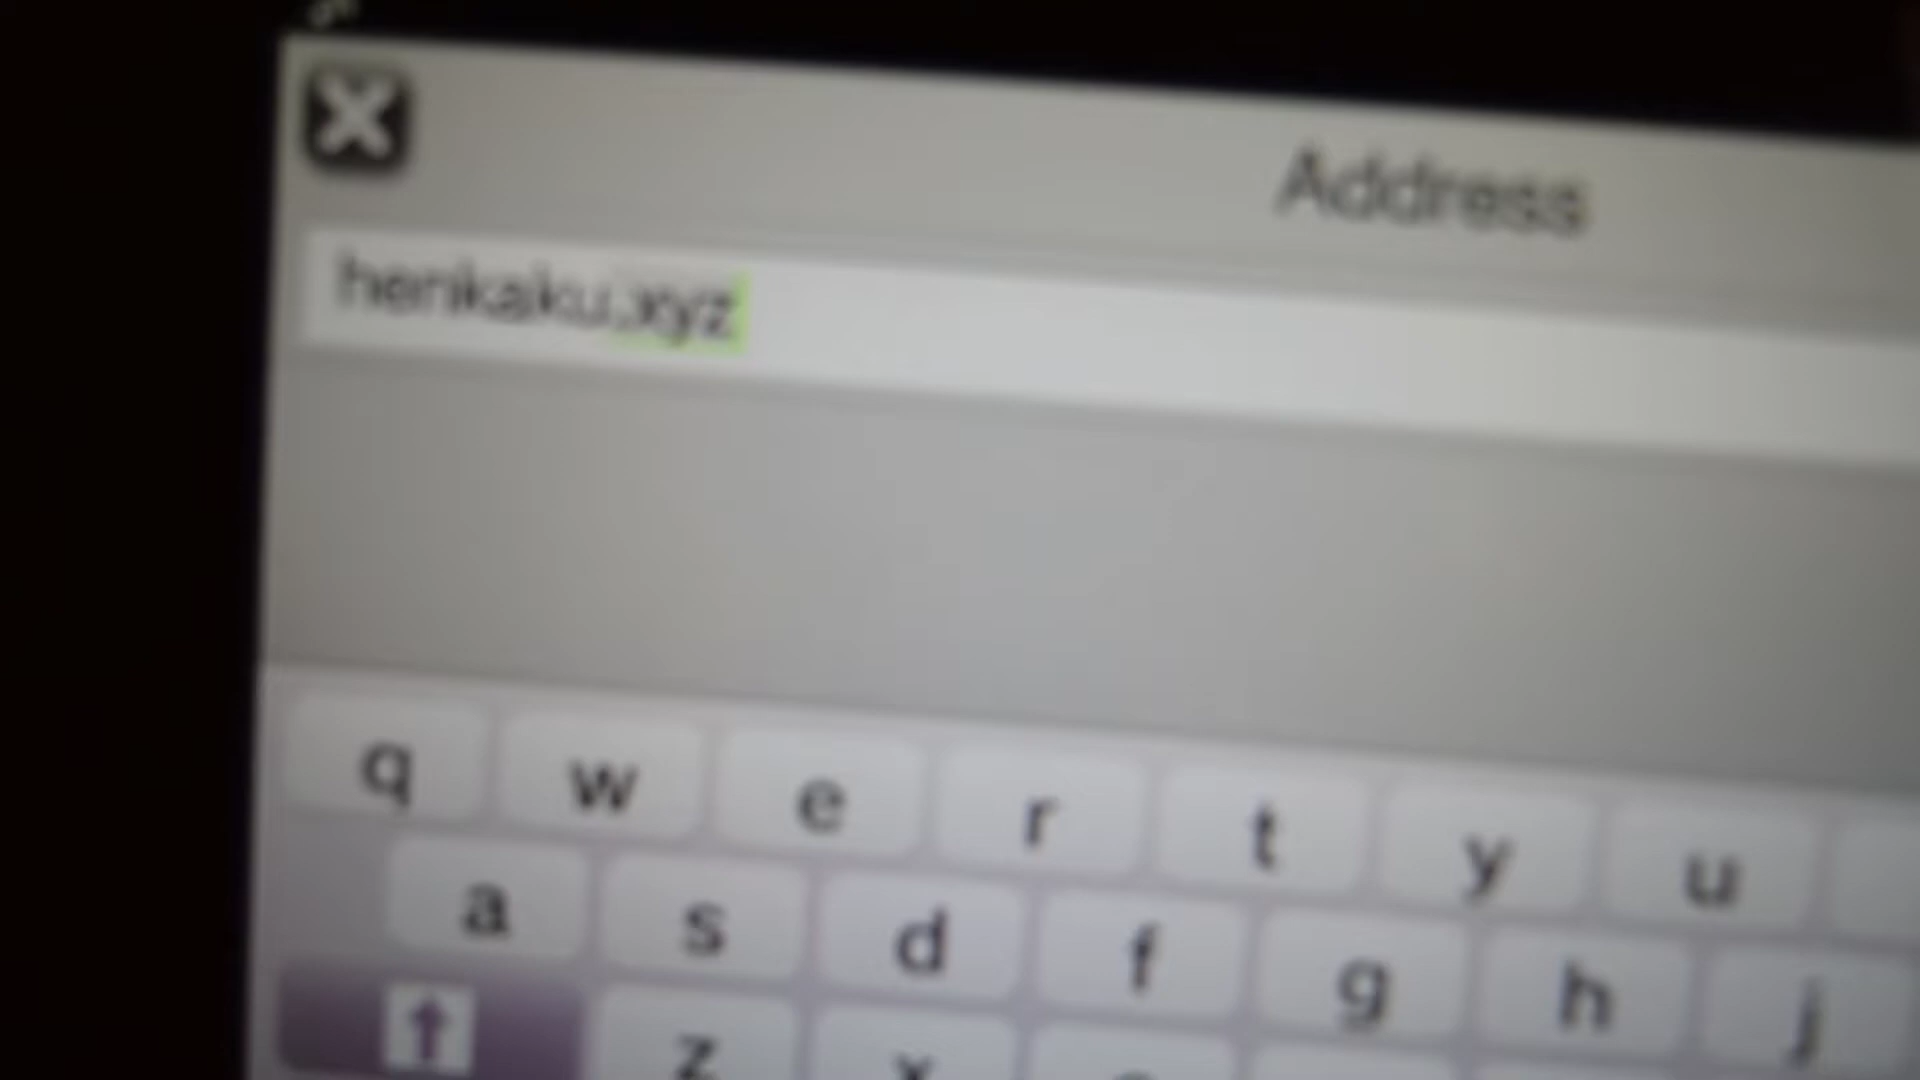 Address
henkaku.xyz
q w e r t y u
a s d f g h j
z x